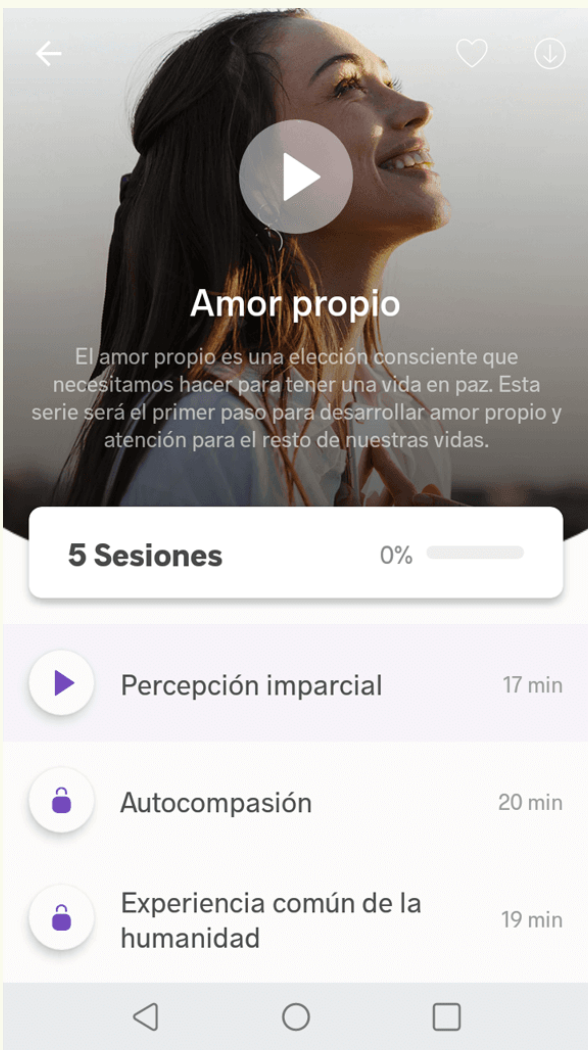 Amor propio
El amor propio es una elección consciente que
necesitamos hacer para tener una vida en paz. Esta
serie será el primer paso para desarrollar amor propio y
atención para el resto de nuestras vidas.
5 Sesiones 0%
Percepción imparcial 17 min
Autocompasión 20 min
Experiencia común de la
humanidad 19 min